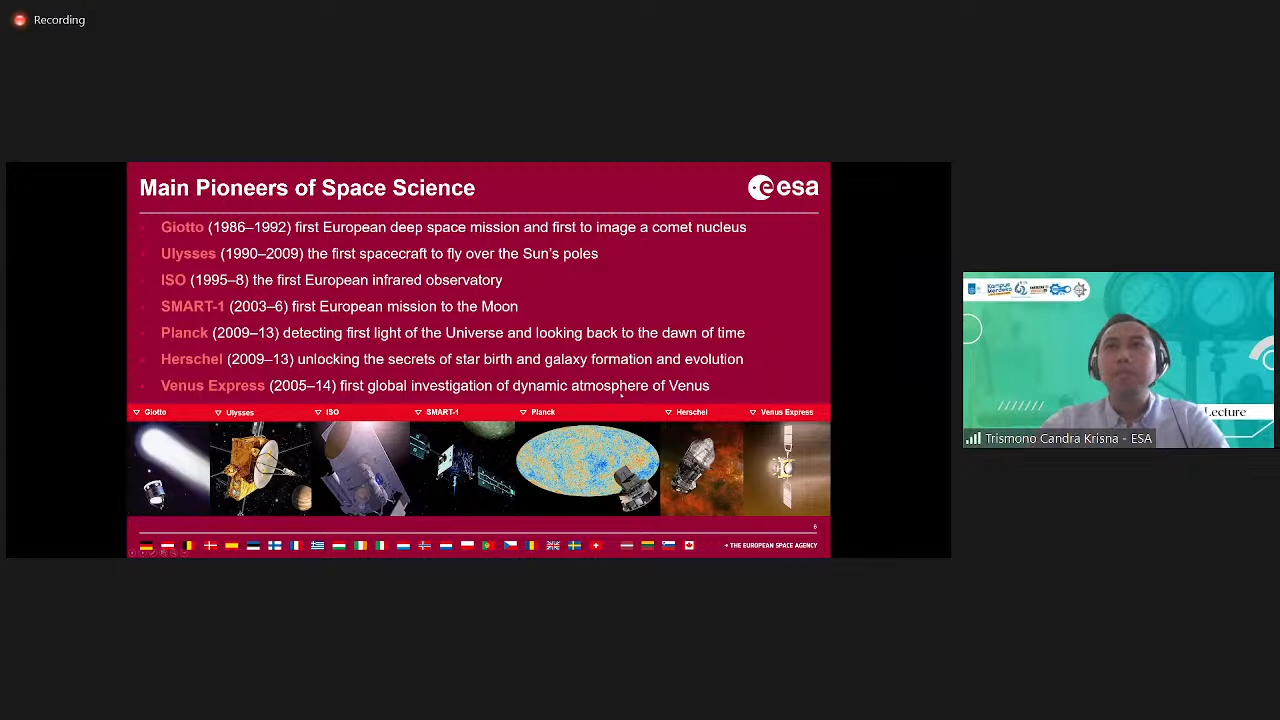 Recording
Main Pioneers of Space Science
esa
Giotto (1986–1992) first European deep space mission and first to image a comet nucleus
Ulysses (1990–2009) the first spacecraft to fly over the Sun's poles
ISO (1995–8) the first European infrared observatory
SMART-1 (2003–6) first European mission to the Moon
Planck (2009–13) detecting first light of the Universe and looking back to the dawn of time
Herschel (2009–13) unlocking the secrets of star birth and galaxy formation and evolution
Venus Express (2005–14) first global investigation of dynamic atmosphere of Venus
Giotto
Ulysses
ISO
SMART-1
Planck
Herschel
Venus Express
6
→ THE EUROPEAN SPACE AGENCY
Kampus
Merdeka
Lecture
Trismono Candra Krisna - ESA